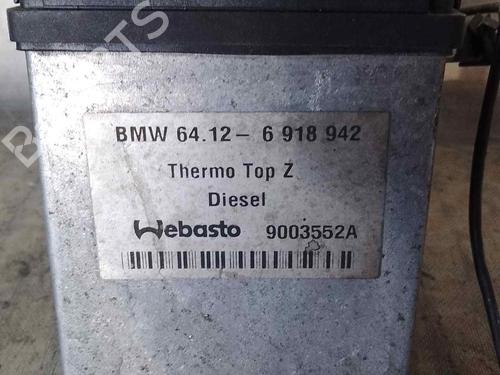 BMW 64.12- 6 918 942
Thermo Top Z
Diesel
Webasto 9003552A